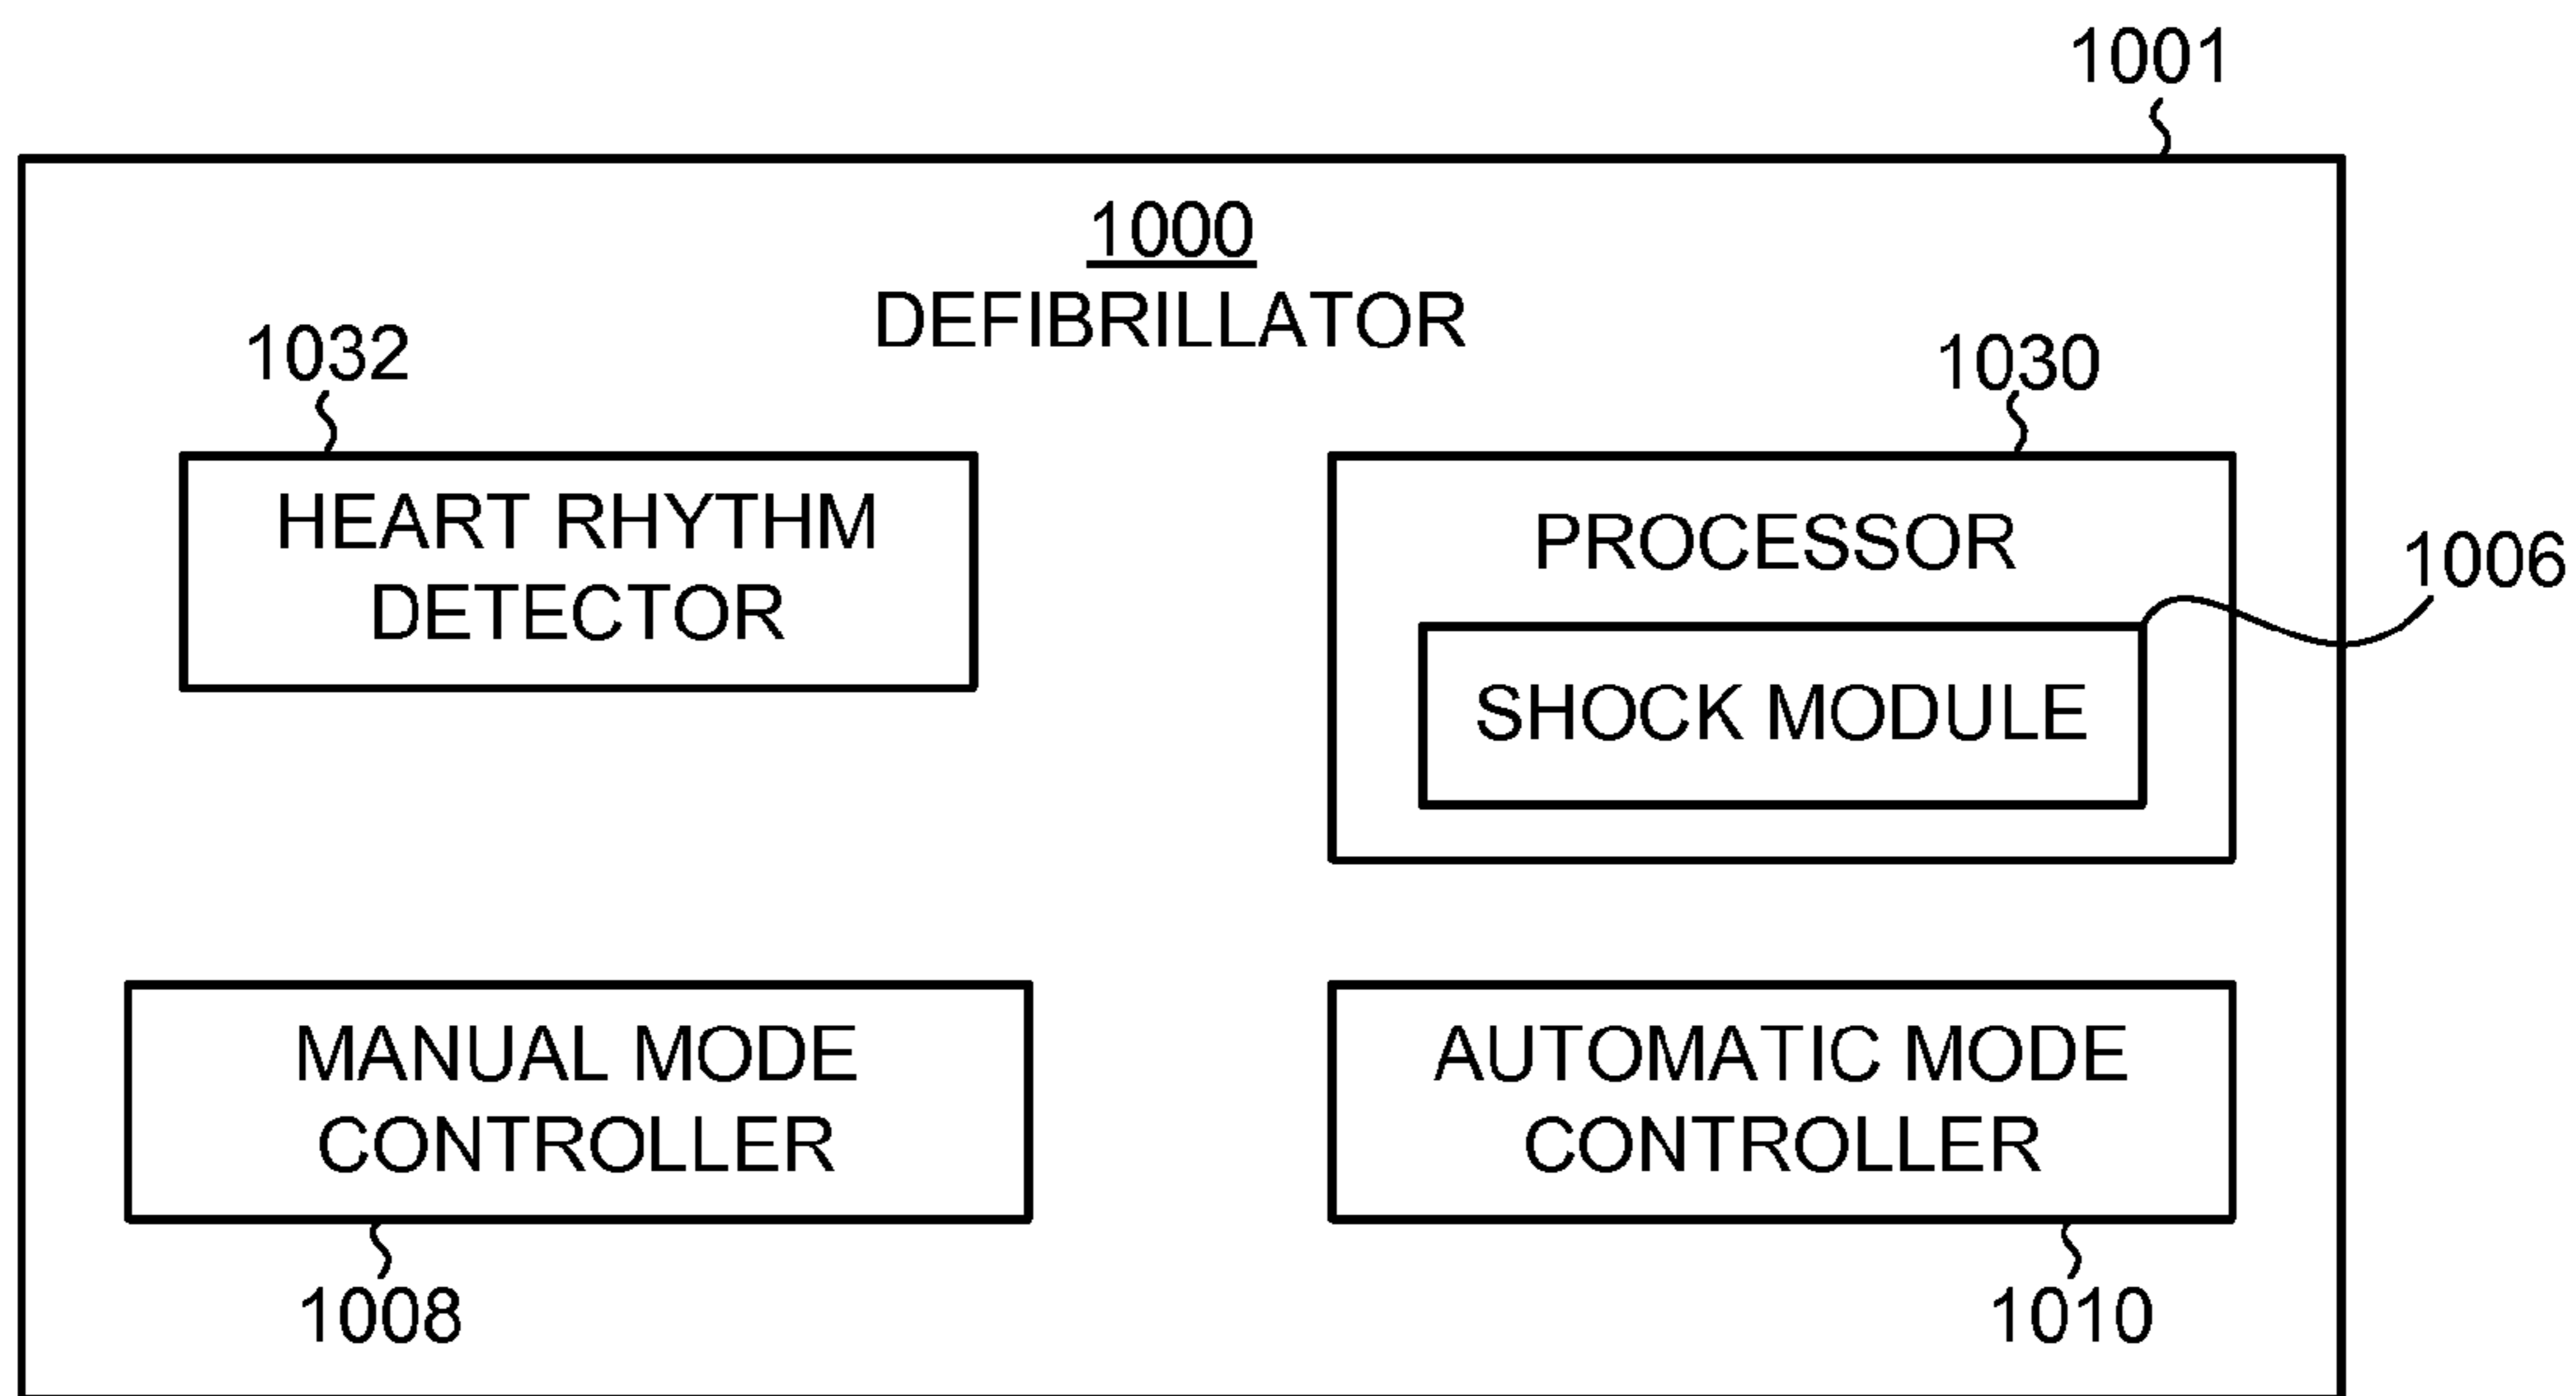 1001
1000
DEFIBRILLATOR
1032
1030
HEART RHYTHM
DETECTOR
PROCESSOR
1006
SHOCK MODULE
MANUAL MODE
CONTROLLER
AUTOMATIC MODE
CONTROLLER
1008
1010